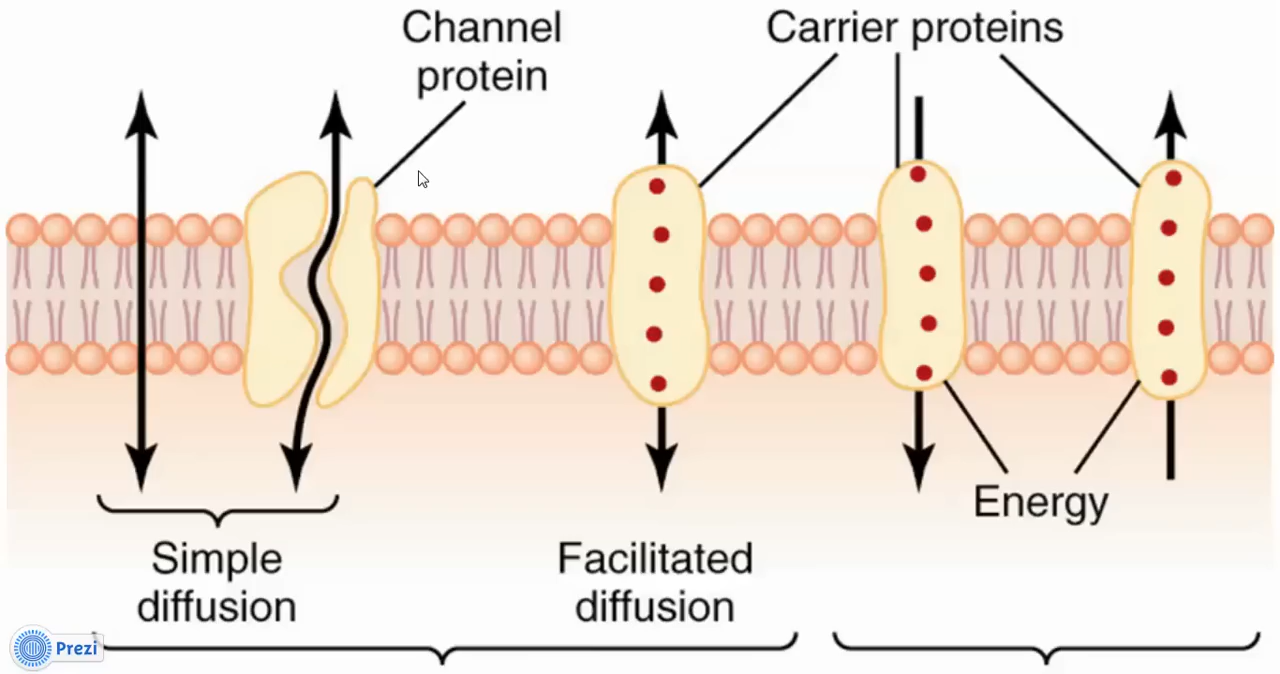 Channel
protein
Carrier proteins
Energy
Simple
diffusion
Facilitated
diffusion
Prezi